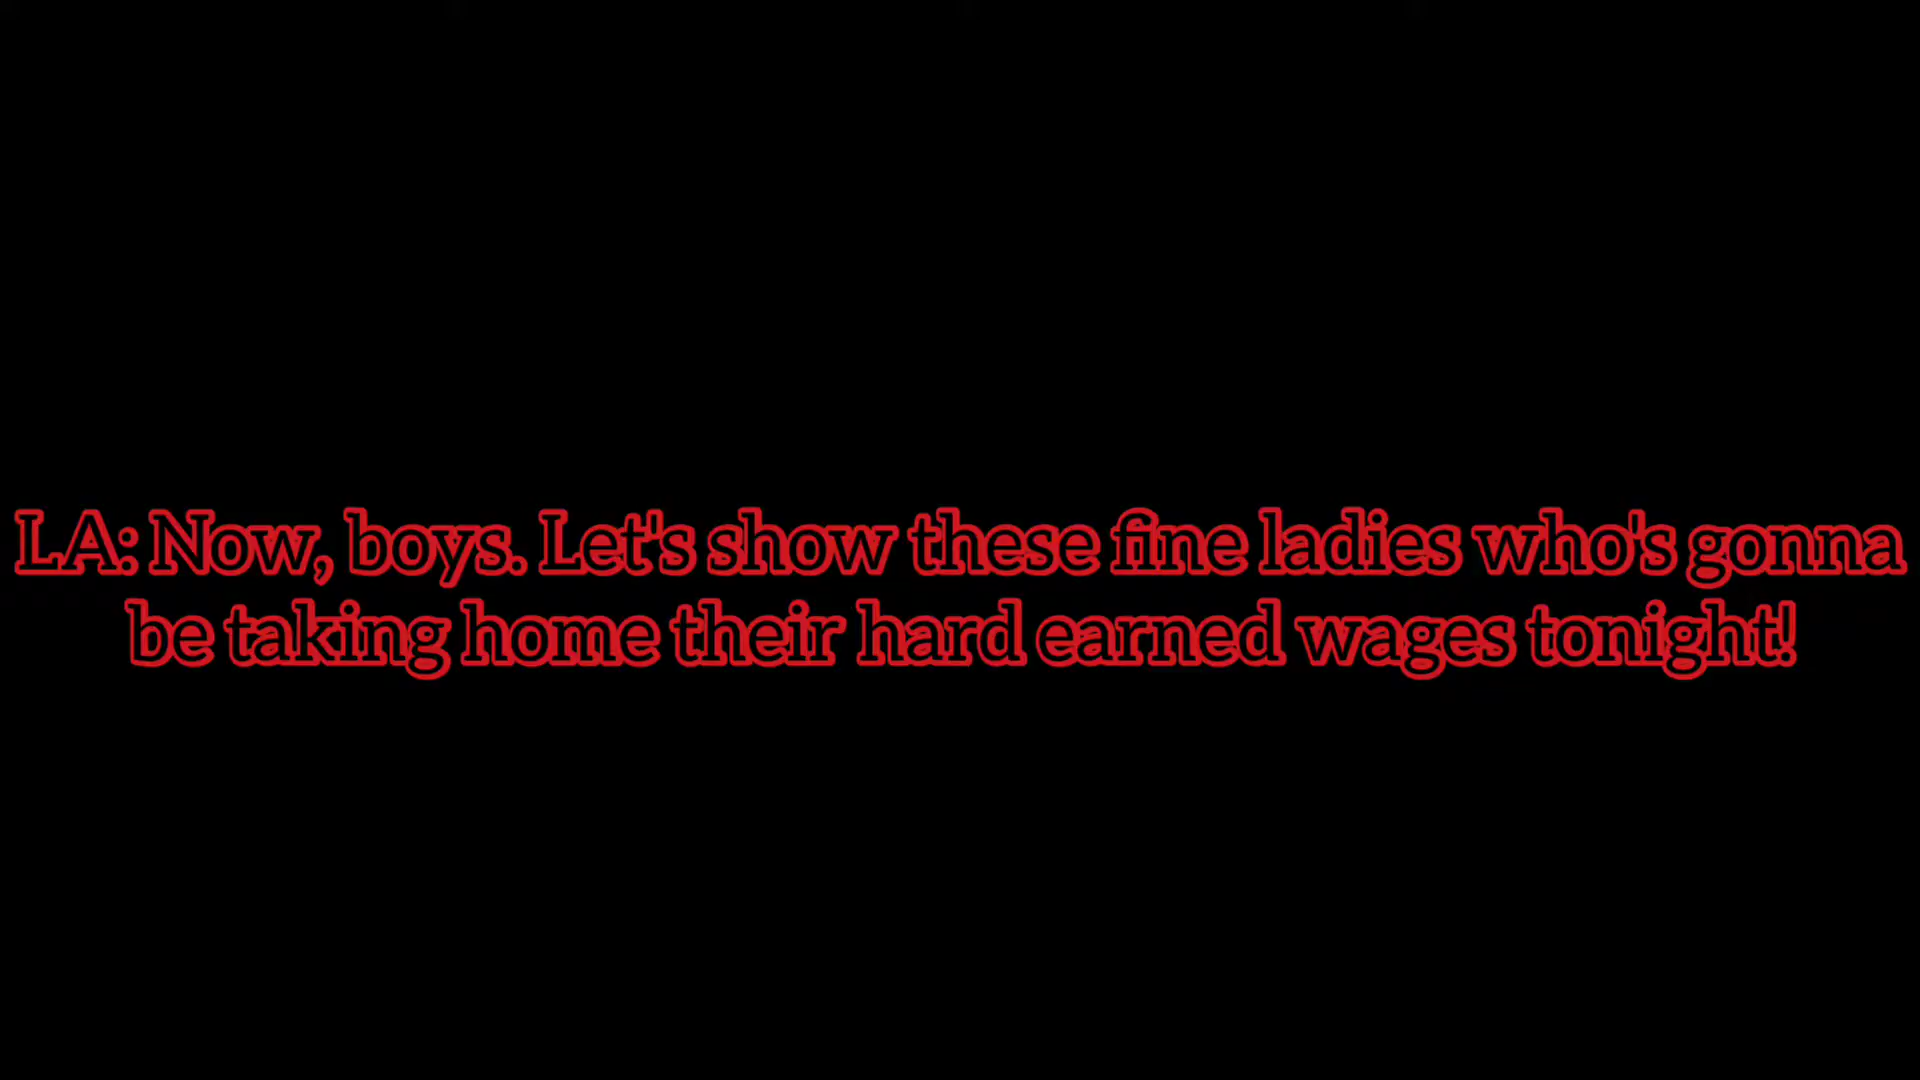 LA: Now, boys. Let's show these fine ladies who's gonna
be taking home their hard earned wages tonight!